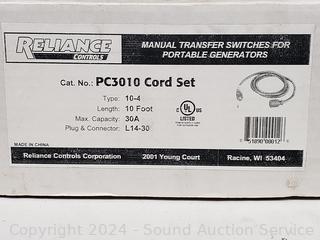 RELIANCE
CONTROLS
MANUAL TRANSFER SWITCHES FOR
PORTABLE GENERATORS
Cat. No.: PC3010 Cord Set
Type: 10-4
Length: 10 Foot
Max. Capacity: 30A
Plug & Connector: L14-30
C UL US
LISTED
MADE IN CHINA
Reliance Controls Corporation 2001 Young Court Racine, WI 53404
Copyright 2024 - Sound Auction Service